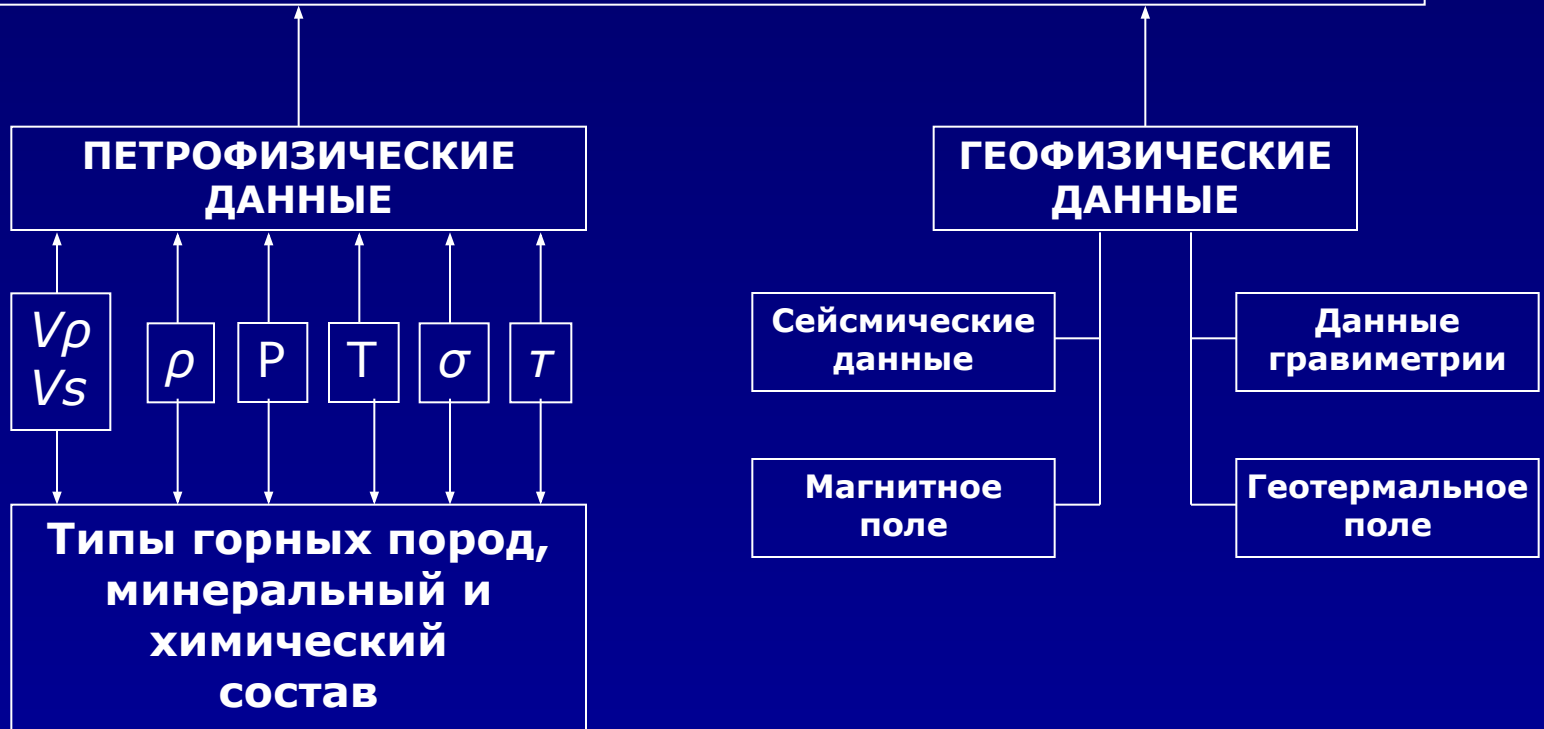 ПЕТРОФИЗИЧЕСКИЕ
ДАННЫЕ
ГЕОФИЗИЧЕСКИЕ
ДАННЫЕ
Vρ
Vs
ρ
P
T
σ
τ
Сейсмические
данные
Данные
гравиметрии
Магнитное
поле
Геотермальное
поле
Типы горных пород,
минеральный и
химический
состав